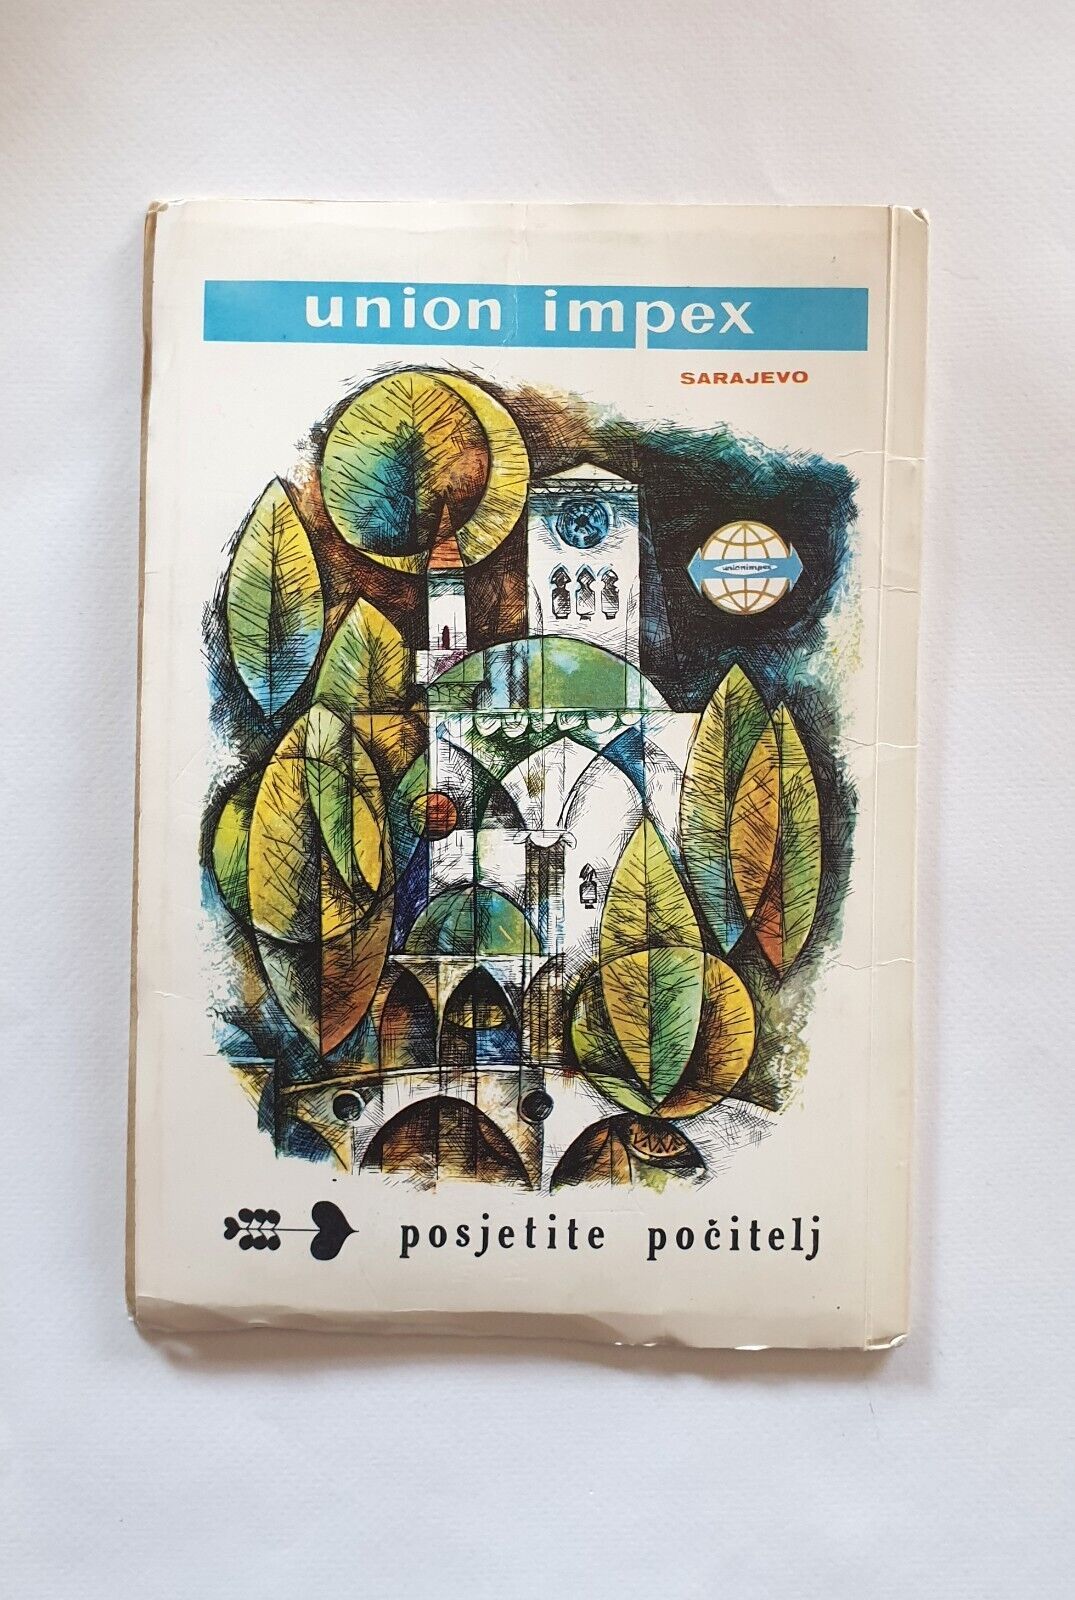 union impex
SARAJEVO
unionimpex
posjetite počitelj